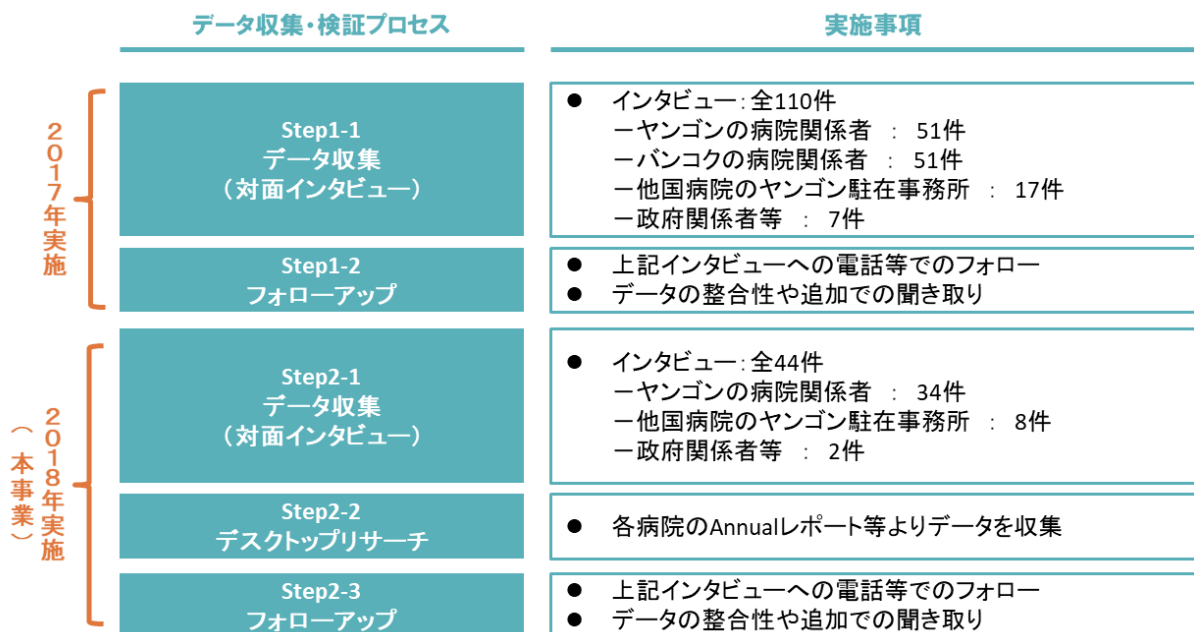 データ収集・検証プロセス
実施事項
2017年実施
Step1-1
データ収集
（対面インタビュー）
● インタビュー：全110件
－ヤンゴンの病院関係者 ： 51件
－バンコクの病院関係者 ： 51件
－他国病院のヤンゴン駐在事務所 ： 17件
－政府関係者等 ： 7件
Step1-2
フォローアップ
● 上記インタビューへの電話等でのフォロー
● データの整合性や追加での聞き取り
2018年実施
（本事業）
Step2-1
データ収集
（対面インタビュー）
● インタビュー：全44件
－ヤンゴンの病院関係者 ： 34件
－他国病院のヤンゴン駐在事務所 ： 8件
－政府関係者等 ： 2件
Step2-2
デスクトップリサーチ
● 各病院のAnnualレポート等よりデータを収集
Step2-3
フォローアップ
● 上記インタビューへの電話等でのフォロー
● データの整合性や追加での聞き取り